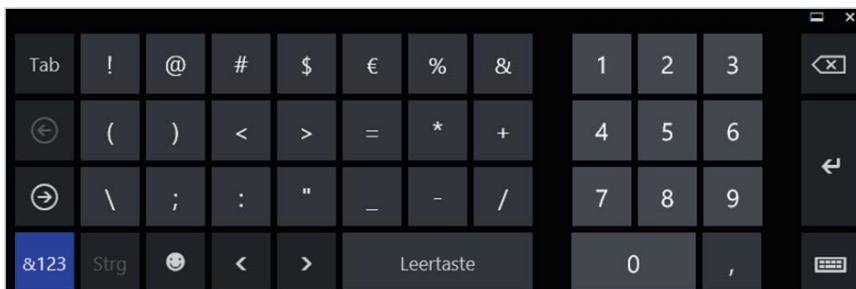 Tab ! @ # $ € % & 1 2 3
( ) < > = * + 4 5 6
\ ; : " _ - / 7 8 9
&123 Strg < > Leertaste 0 ,